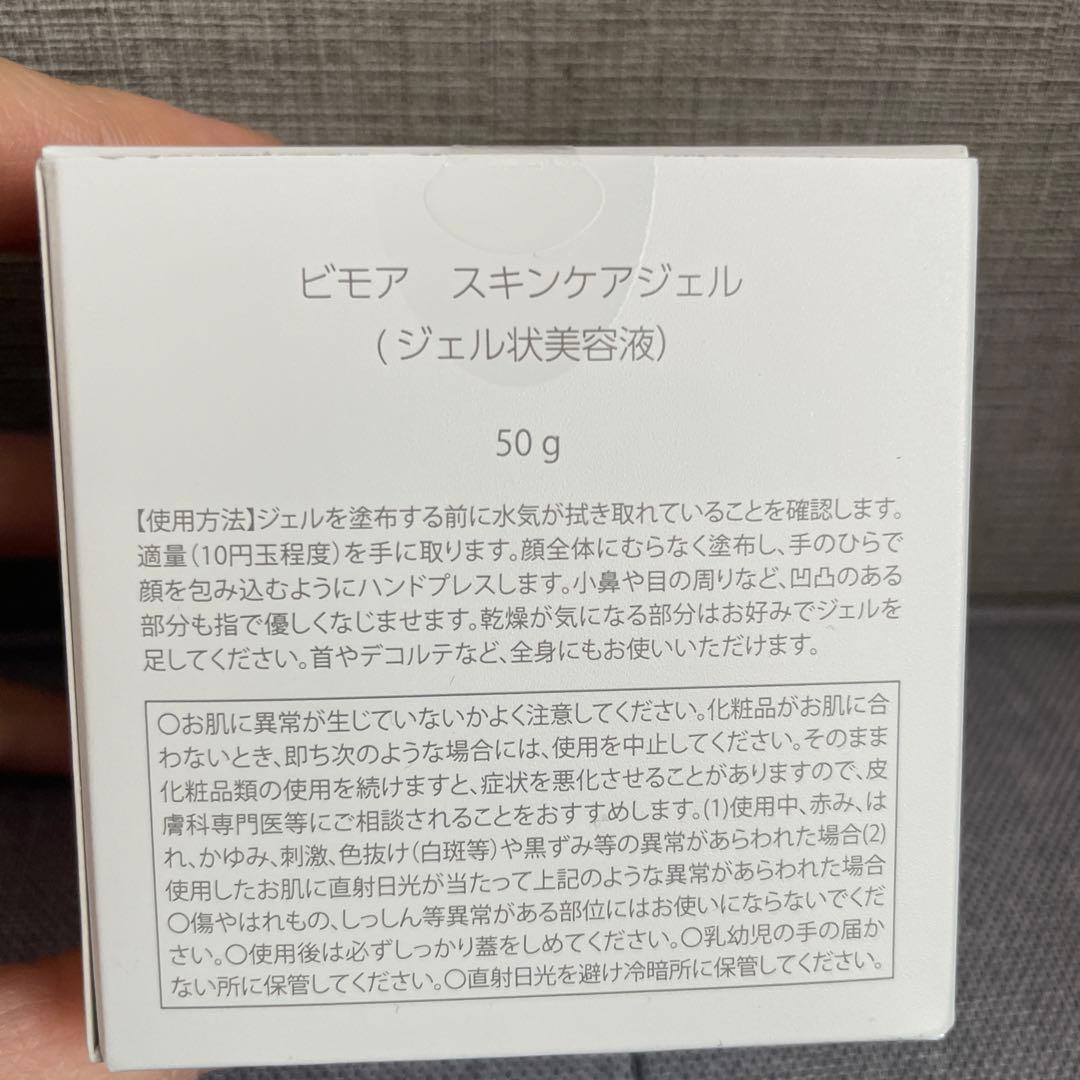 ビモア　スキンケアジェル
(ジェル状美容液)
50 g
【使用方法】ジェルを塗布する前に水気が拭き取れていることを確認します。
適量(10円玉程度)を手に取ります。顔全体にむらなく塗布し、手のひらで
顔を包み込むようにハンドプレスします。小鼻や目の周りなど、凹凸のある
部分も指で優しくなじませます。乾燥が気になる部分はお好みでジェルを
足してください。首やデコルテなど、全身にもお使いいただけます。
○お肌に異常が生じていないかよく注意してください。化粧品がお肌に合
わないとき、即ち次のような場合には、使用を中止してください。そのまま
化粧品類の使用を続けますと、症状を悪化させることがありますので、皮
膚科専門医等にご相談されることをおすすめします。(1)使用中、赤み、は
れ、かゆみ、刺激、色抜け(白斑等)や黒ずみ等の異常があらわれた場合(2)
使用したお肌に直射日光が当たって上記のような異常があらわれた場合
○傷やはれもの、しっしん等異常がある部位にはお使いにならないでくだ
さい。○使用後は必ずしっかり蓋をしめてください。○乳幼児の手の届か
ない所に保管してください。○直射日光を避け冷暗所に保管してください。